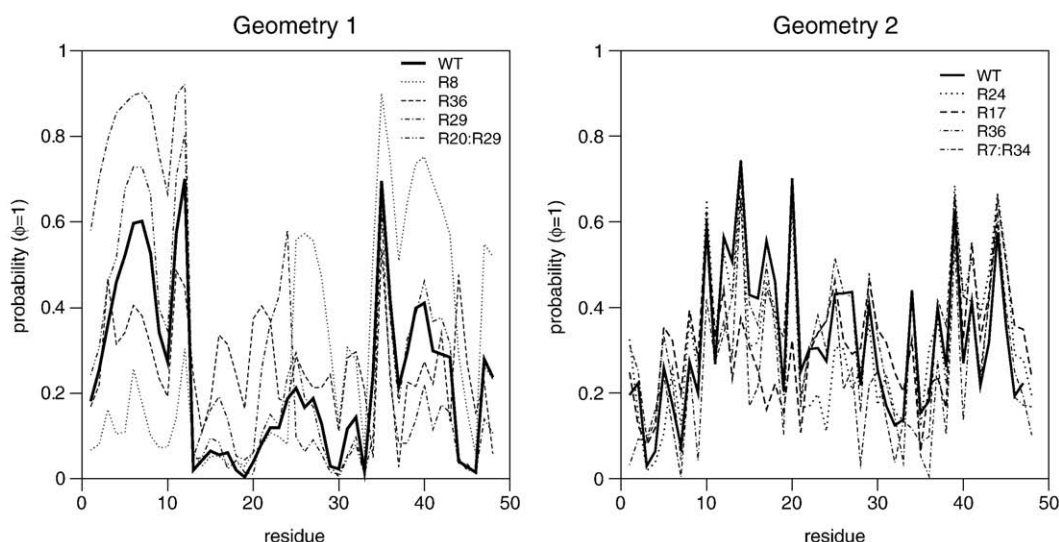 Geometry 1
1
0.8
0.6
0.4
0.2
0
probability (ϕ=1)
WT
R8
R36
R29
R20:R29
0 10 20 30 40 50
residue
Geometry 2
1
0.8
0.6
0.4
0.2
0
probability (ϕ=1)
WT
R24
R17
R36
R7:R34
0 10 20 30 40 50
residue